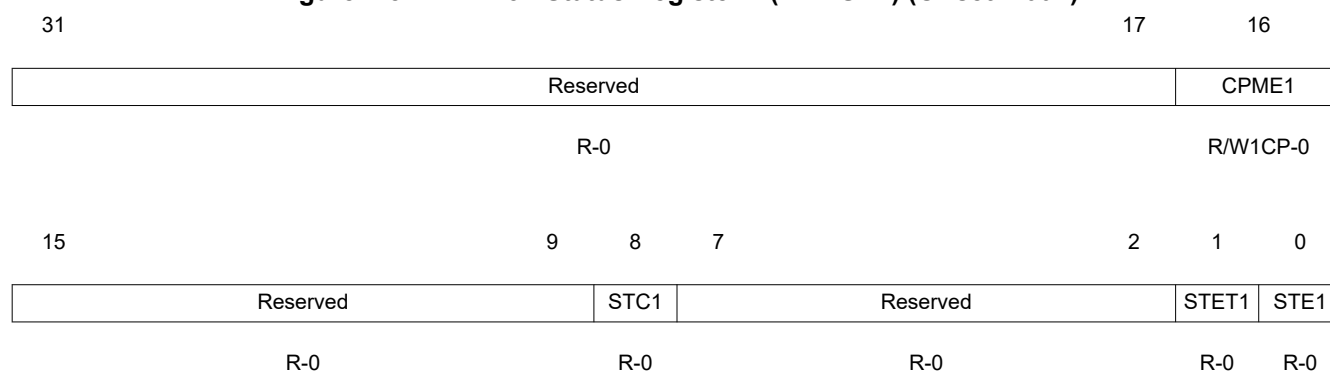 31 17 16
Reserved CPME1
R-0 R/W1CP-0
15 9 8 7 2 1 0
Reserved STC1 Reserved STET1 STE1
R-0 R-0 R-0 R-0 R-0